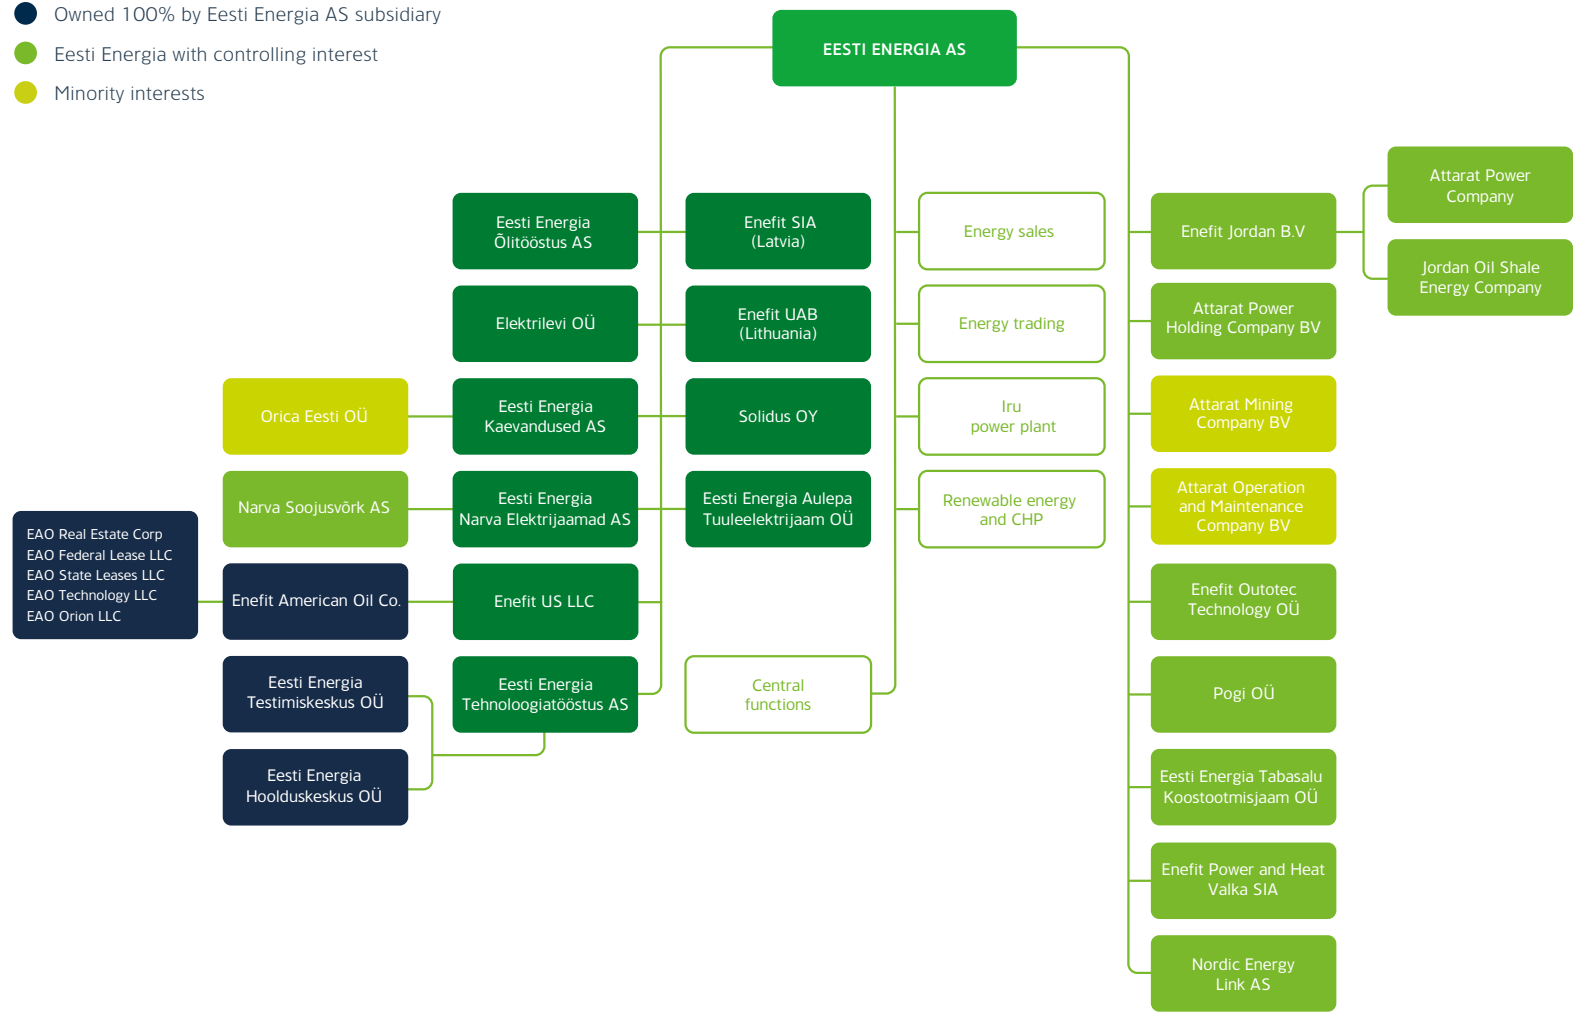 Owned 100% by Eesti Energia AS subsidiary
Eesti Energia with controlling interest
Minority interests
EESTI ENERGIA AS
Eesti Energia
Õlitööstus AS
Elektrilevi OÜ
Orica Eesti OÜ
Eesti Energia
Kaevandused AS
Narva Soojusvõrk AS
Eesti Energia
Narva Elektrijaamad AS
EAO Real Estate Corp
EAO Federal Lease LLC
EAO State Leases LLC
EAO Technology LLC
EAO Orion LLC
Enefit American Oil Co.
Enefit US LLC
Eesti Energia
Testimiskeskus OÜ
Eesti Energia
Hoolduskeskus OÜ
Eesti Energia
Tehnoloogiatööstus AS
Enefit SIA
(Latvia)
Enefit UAB
(Lithuania)
Solidus OY
Eesti Energia Aulepa
Tuuleelektrijaam OÜ
Central
functions
Energy sales
Energy trading
Iru
power plant
Renewable energy
and CHP
Enefit Jordan B.V
Attarat Power
Company
Jordan Oil Shale
Energy Company
Attarat Power
Holding Company BV
Attarat Mining
Company BV
Attarat Operation
and Maintenance
Company BV
Enefit Outotec
Technology OÜ
Pogi OÜ
Eesti Energia Tabasalu
Koostootmisjaam OÜ
Enefit Power and Heat
Valka SIA
Nordic Energy
Link AS